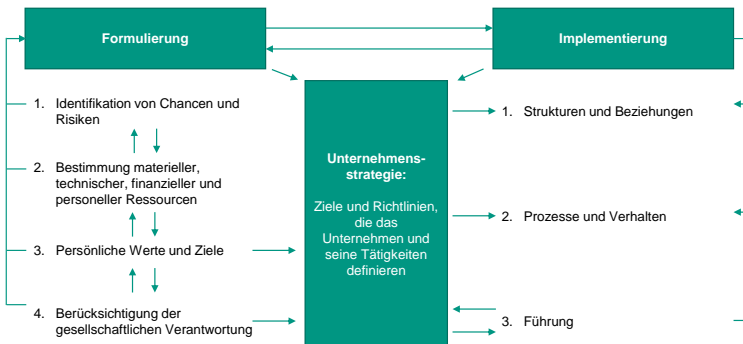 Formulierung
Implementierung
1. Identifikation von Chancen und
Risiken
2. Bestimmung materieller,
technischer, finanzieller und
personeller Ressourcen
3. Persönliche Werte und Ziele
4. Berücksichtigung der
gesellschaftlichen Verantwortung
Unternehmens-
strategie:
Ziele und Richtlinien,
die das
Unternehmen und
seine Tätigkeiten
definieren
1. Strukturen und Beziehungen
2. Prozesse und Verhalten
3. Führung